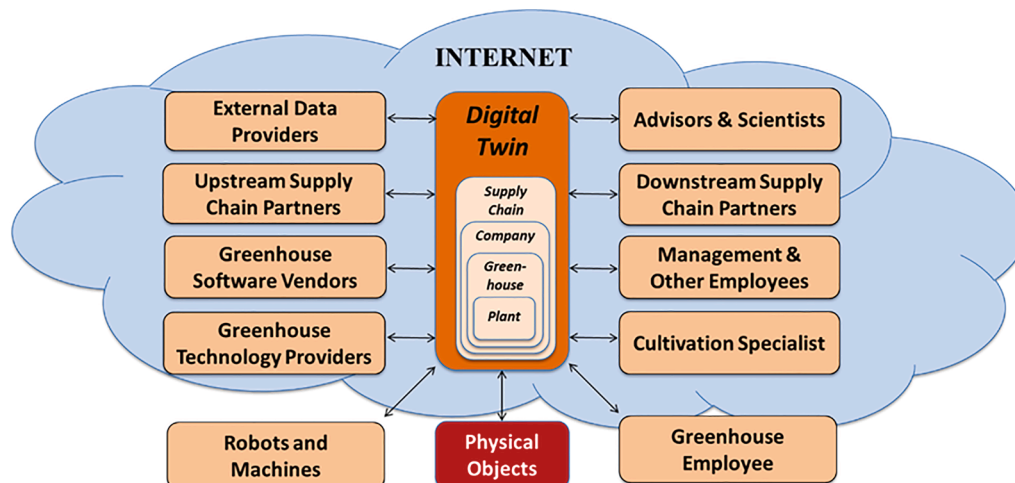 INTERNET
External Data
Providers
Upstream Supply
Chain Partners
Greenhouse
Software Vendors
Greenhouse
Technology Providers
Digital
Twin
Supply
Chain
Company
Green-
house
Plant
Advisors & Scientists
Downstream Supply
Chain Partners
Management &
Other Employees
Cultivation Specialist
Robots and
Machines
Physical
Objects
Greenhouse
Employee